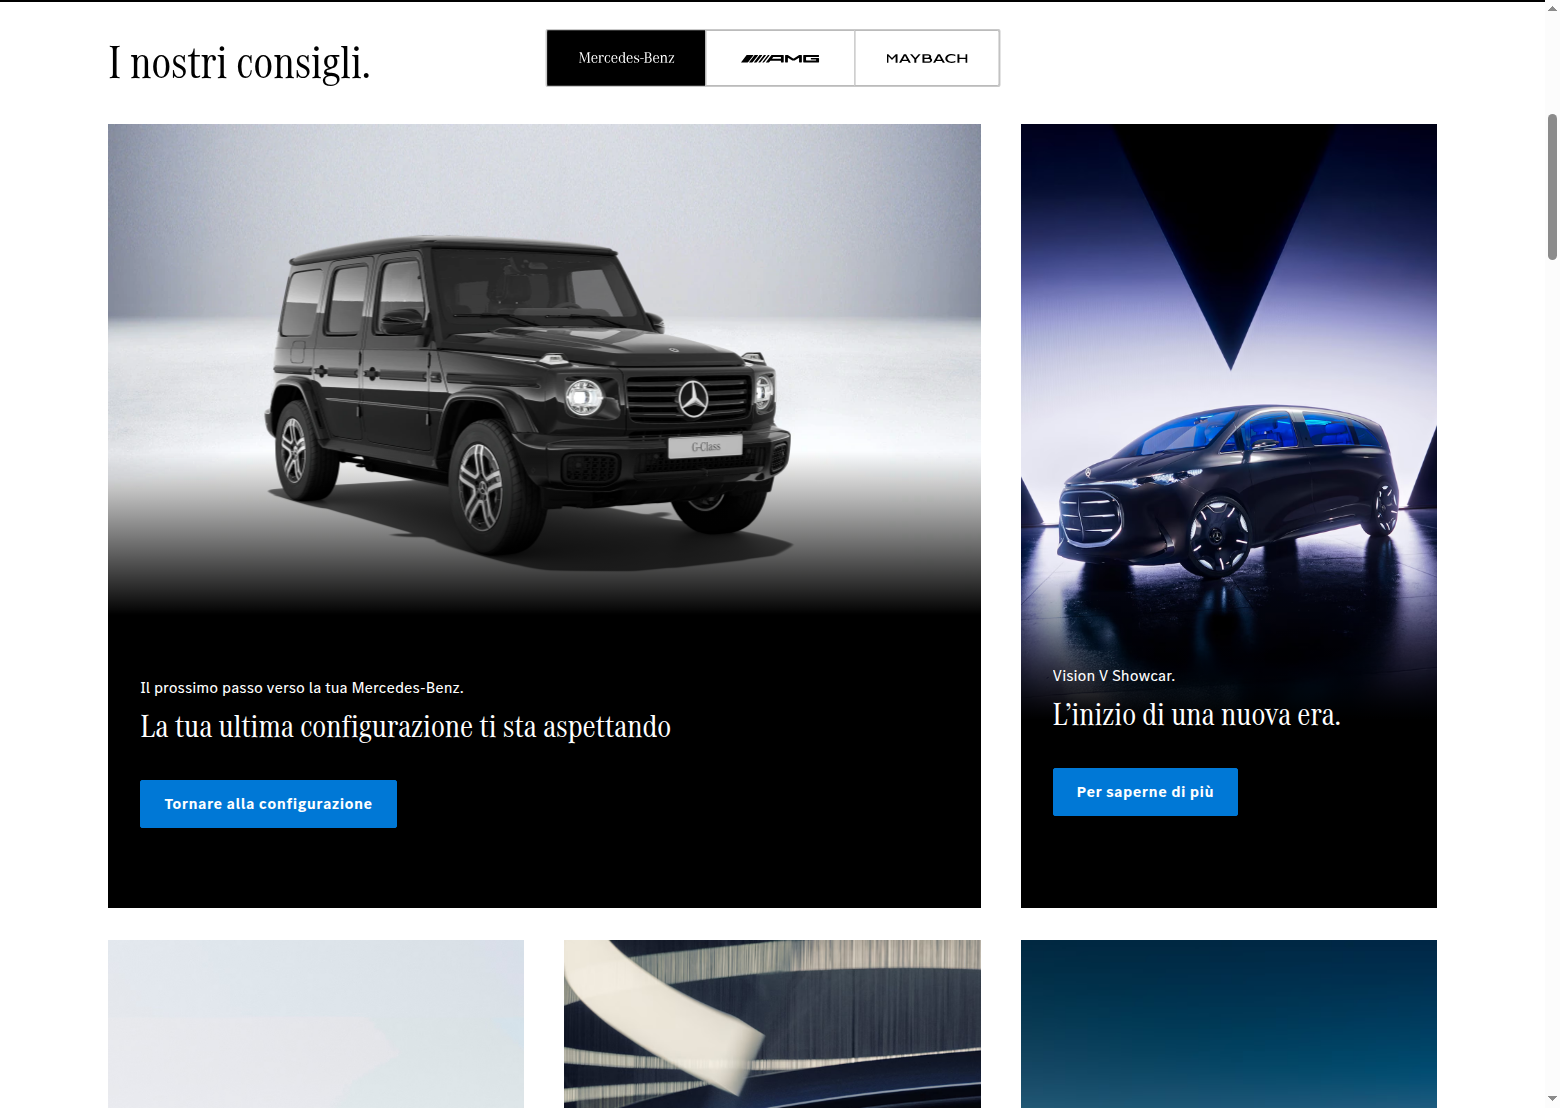 I nostri consigli.
Mercedes-Benz
AMG
MAYBACH
G-Class
Il prossimo passo verso la tua Mercedes-Benz.
La tua ultima configurazione ti sta aspettando
Tornare alla configurazione
Vision V Showcar.
L’inizio di una nuova era.
Per saperne di più